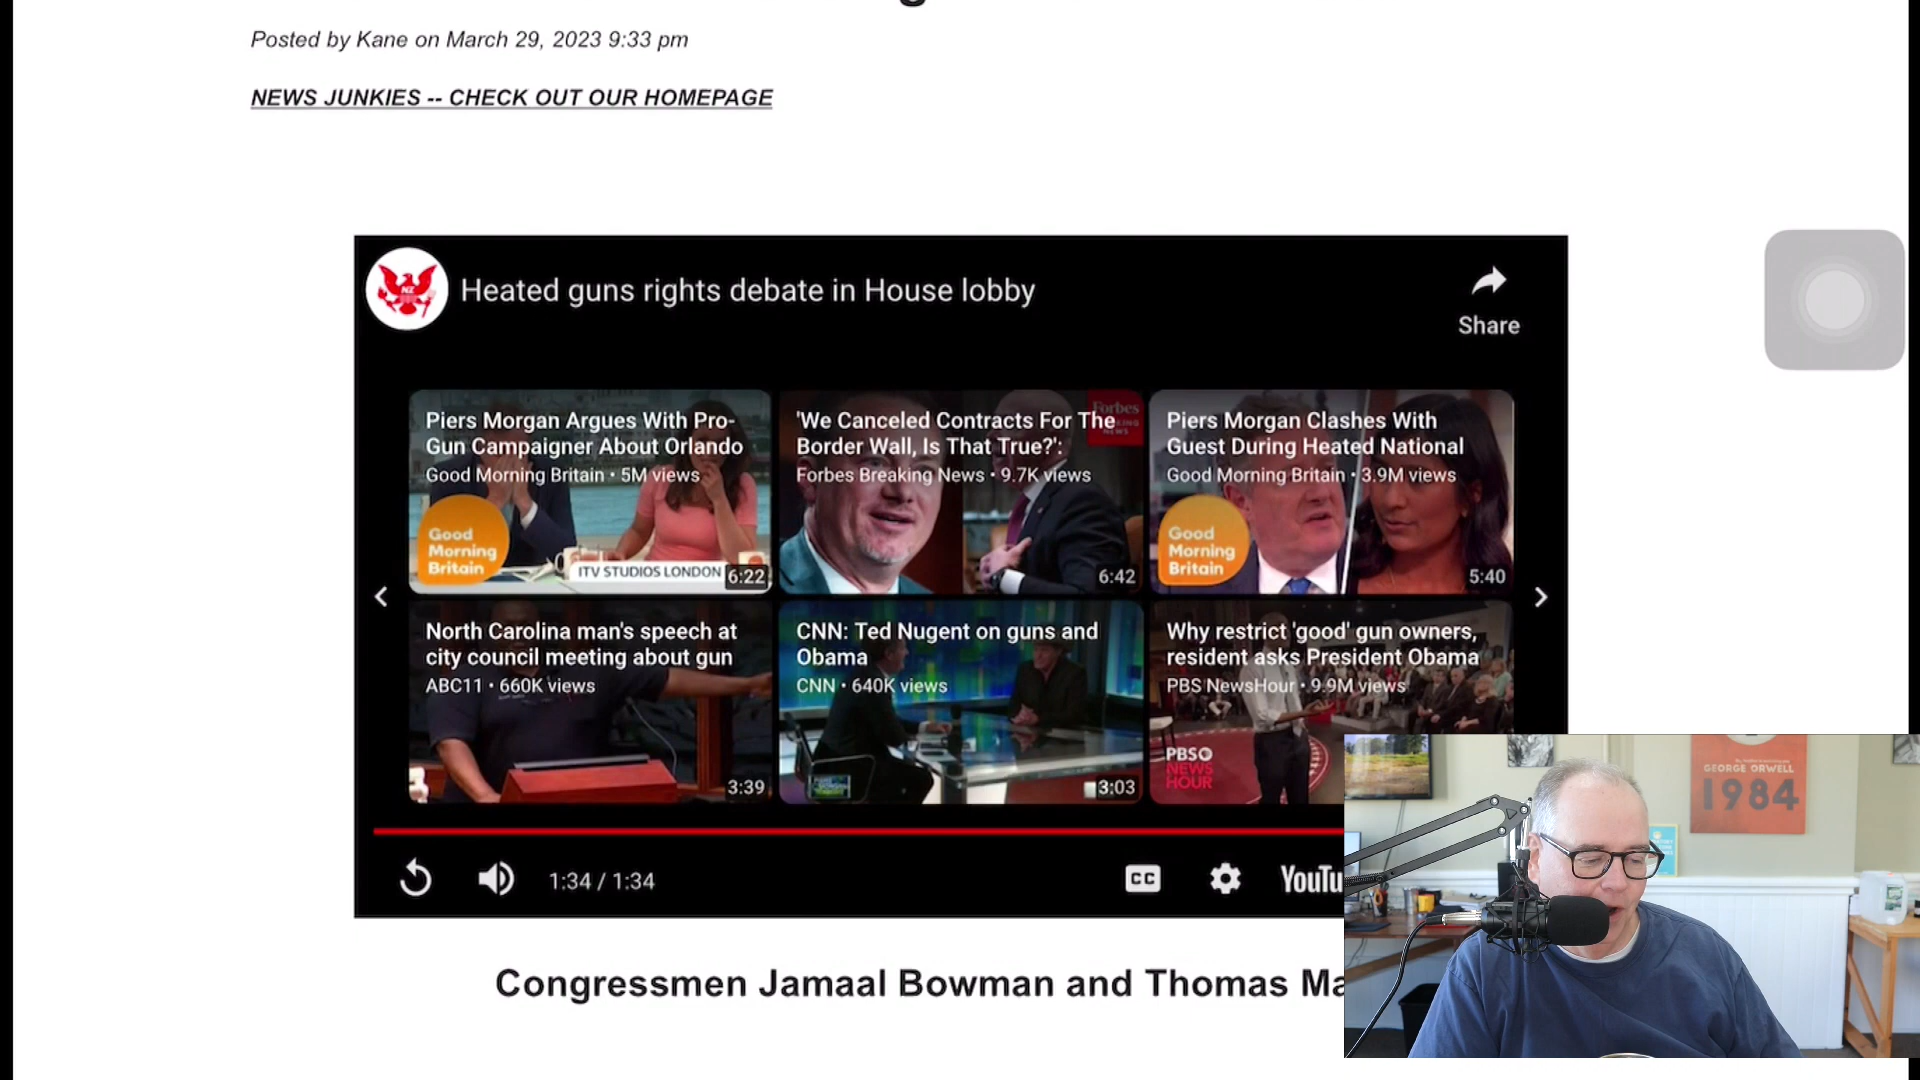 Posted by Kane on March 29, 2023 9:33 pm
NEWS JUNKIES -- CHECK OUT OUR HOMEPAGE
NZ
Heated guns rights debate in House lobby
Share
Piers Morgan Argues With Pro-
Gun Campaigner About Orlando
Good Morning Britain • 5M views
Good
Morning
Britain
ITV STUDIOS LONDON
6:22
'We Canceled Contracts For The
Border Wall, Is That True?':
Forbes Breaking News • 9.7K views
Forbes
NEWS
6:42
Piers Morgan Clashes With
Guest During Heated National
Good Morning Britain • 3.9M views
Good
Morning
Britain
5:40
North Carolina man's speech at
city council meeting about gun
ABC11 • 660K views
3:39
CNN: Ted Nugent on guns and
Obama
CNN • 640K views
3:03
Why restrict 'good' gun owners,
resident asks President Obama
PBS NewsHour • 9.9M views
PBSO
NEWS
HOUR
1:34 / 1:34
CC
YouTu
GEORGE ORWELL
1984
Congressmen Jamaal Bowman and Thomas Ma